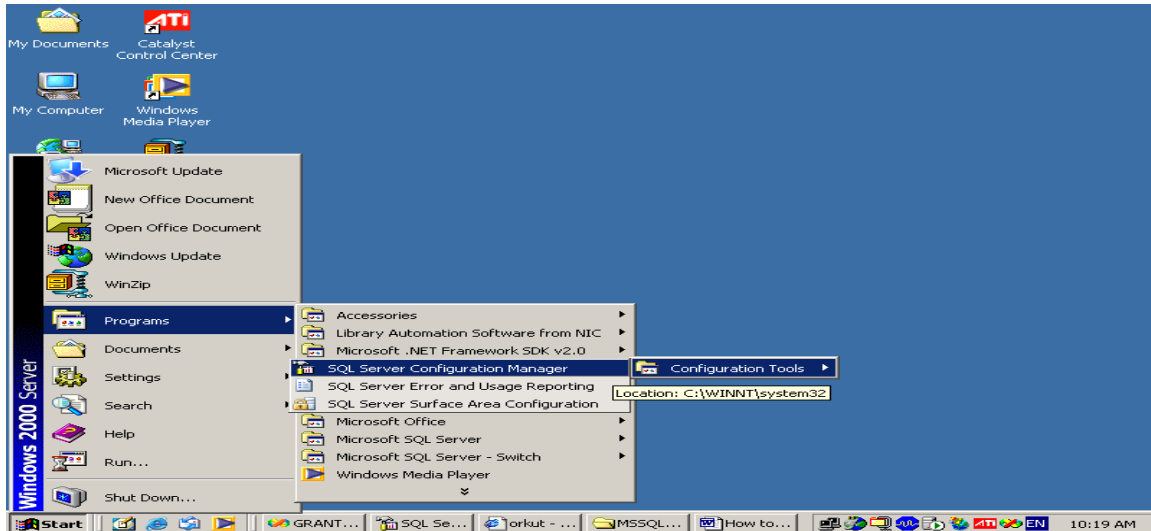 My Documents
ATI
Catalyst
Control Center
My Computer
Windows
Media Player
Microsoft Update
New Office Document
Open Office Document
Windows Update
WinZip
Programs
Documents
Settings
Search
Help
Run...
Shut Down...
Windows 2000 Server
Accessories
Library Automation Software from NIC
Microsoft .NET Framework SDK v2.0
SQL Server Configuration Manager
SQL Server Error and Usage Reporting
SQL Server Surface Area Configuration
Microsoft Office
Microsoft SQL Server
Microsoft SQL Server - Switch
Windows Media Player
Configuration Tools
Location: C:\WINNT\system32
Start
GRANT...
SQL Se...
orkut - ...
MSSQL...
How to...
ATI
EN
10:19 AM